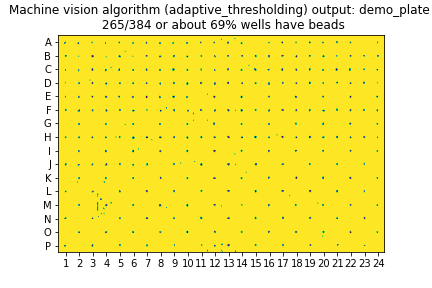 Machine vision algorithm (adaptive_thresholding) output: demo_plate
265/384 or about 69% wells have beads
A
B
C
D
E
F
G
H
I
J
K
L
M
N
O
P
1 2 3 4 5 6 7 8 9 10 11 12 13 14 15 16 17 18 19 20 21 22 23 24